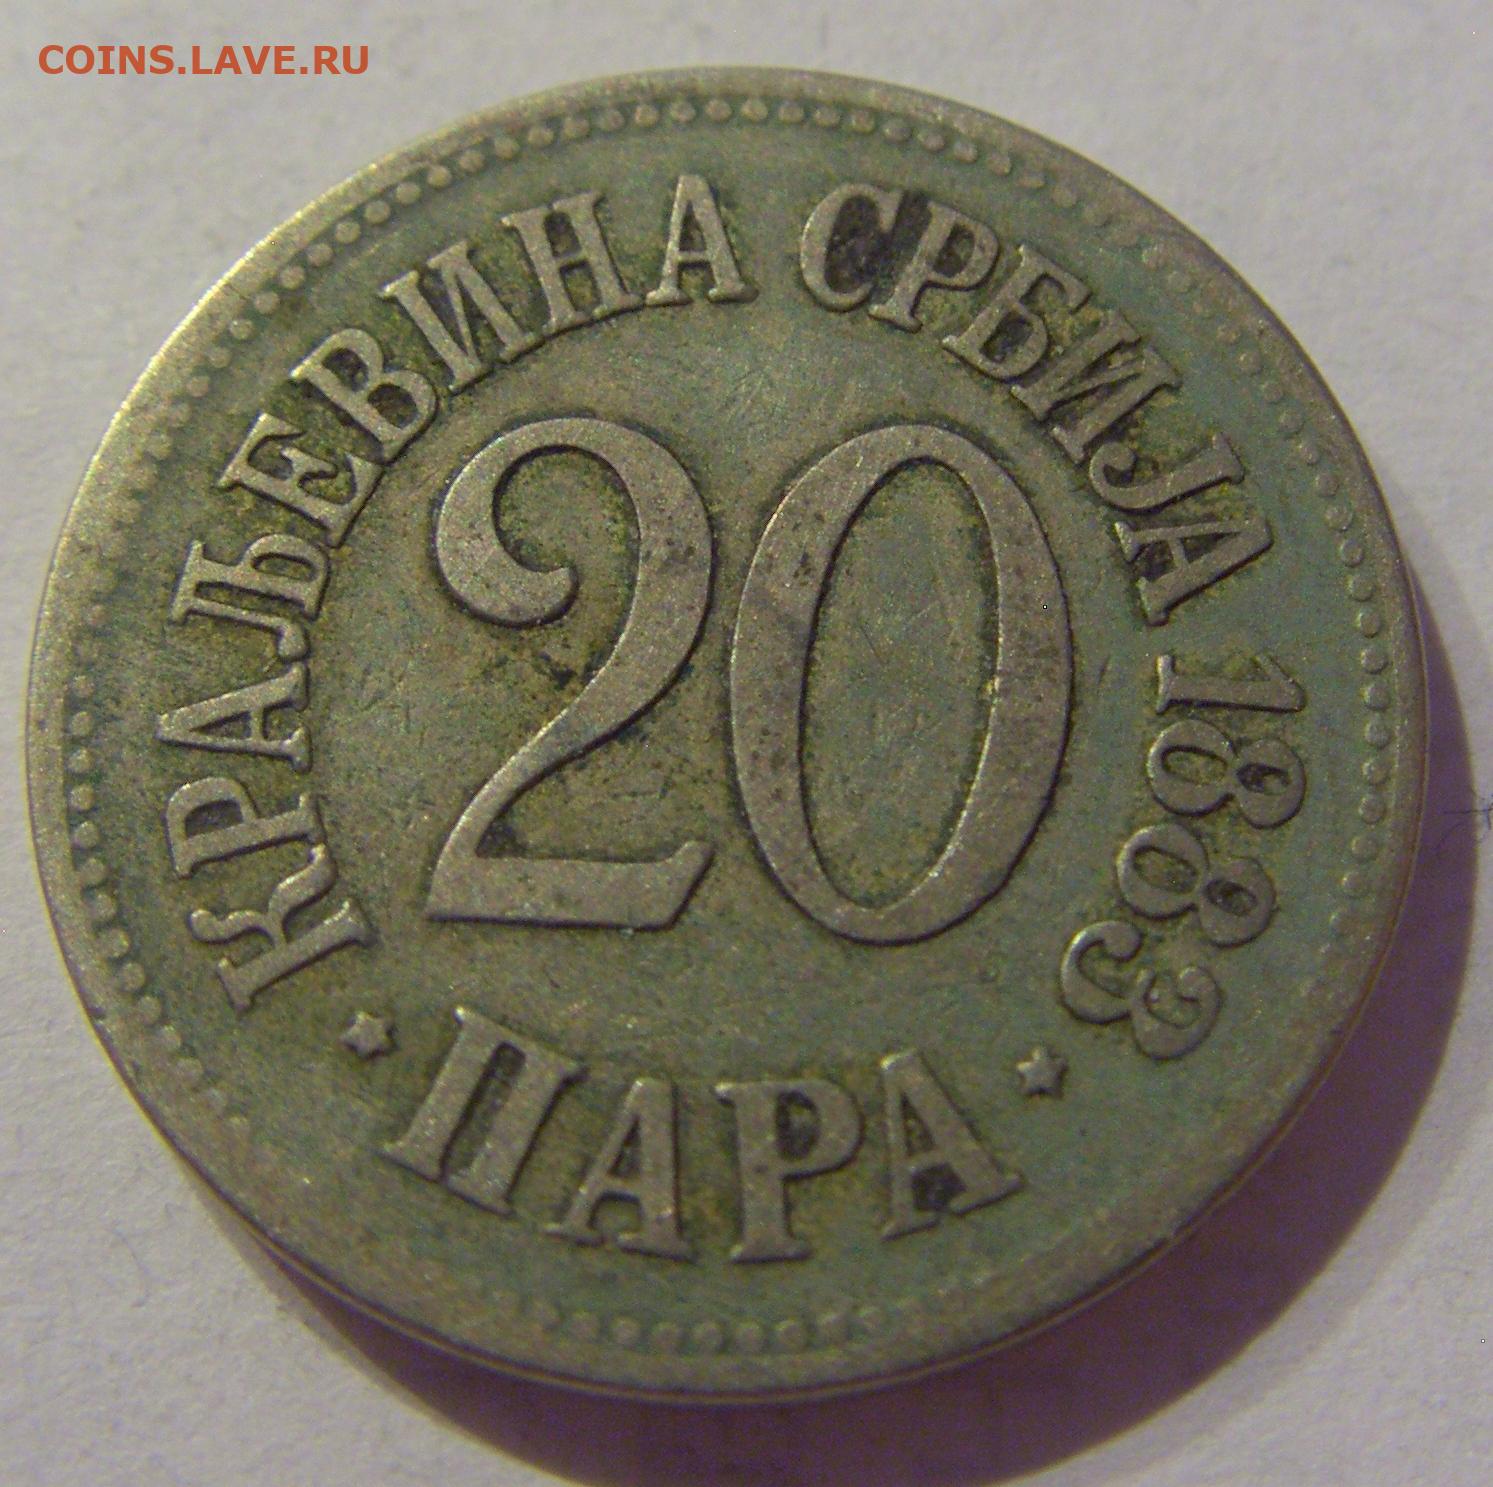 COINS.LAVE.RU
КРАЉЕВИНА СРБИЈА 1883
20
ПАРА